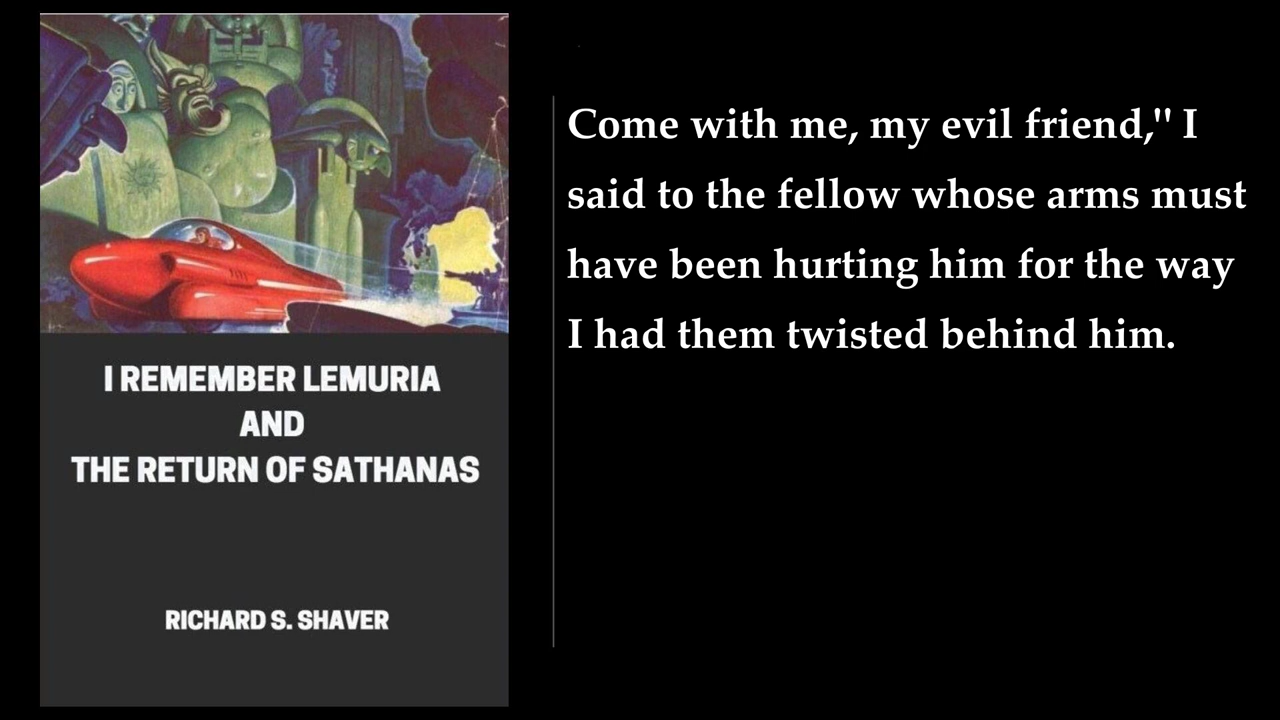 I REMEMBER LEMURIA
AND
THE RETURN OF SATHANAS
RICHARD S. SHAVER
Come with me, my evil friend," I
said to the fellow whose arms must
have been hurting him for the way
I had them twisted behind him.